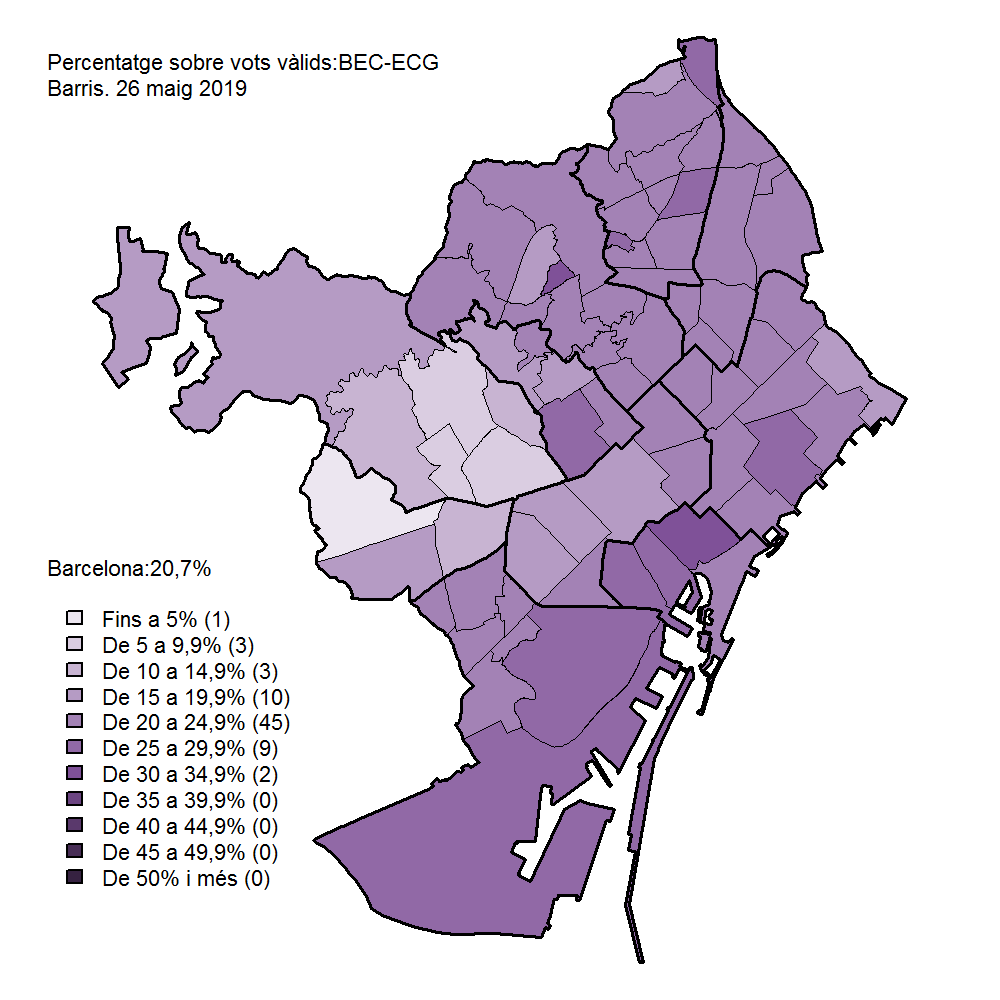 Percentatge sobre vots vàlids:BEC-ECG
Barris. 26 maig 2019
Barcelona:20,7%
Fins a 5% (1)
De 5 a 9,9% (3)
De 10 a 14,9% (3)
De 15 a 19,9% (10)
De 20 a 24,9% (45)
De 25 a 29,9% (9)
De 30 a 34,9% (2)
De 35 a 39,9% (0)
De 40 a 44,9% (0)
De 45 a 49,9% (0)
De 50% i més (0)